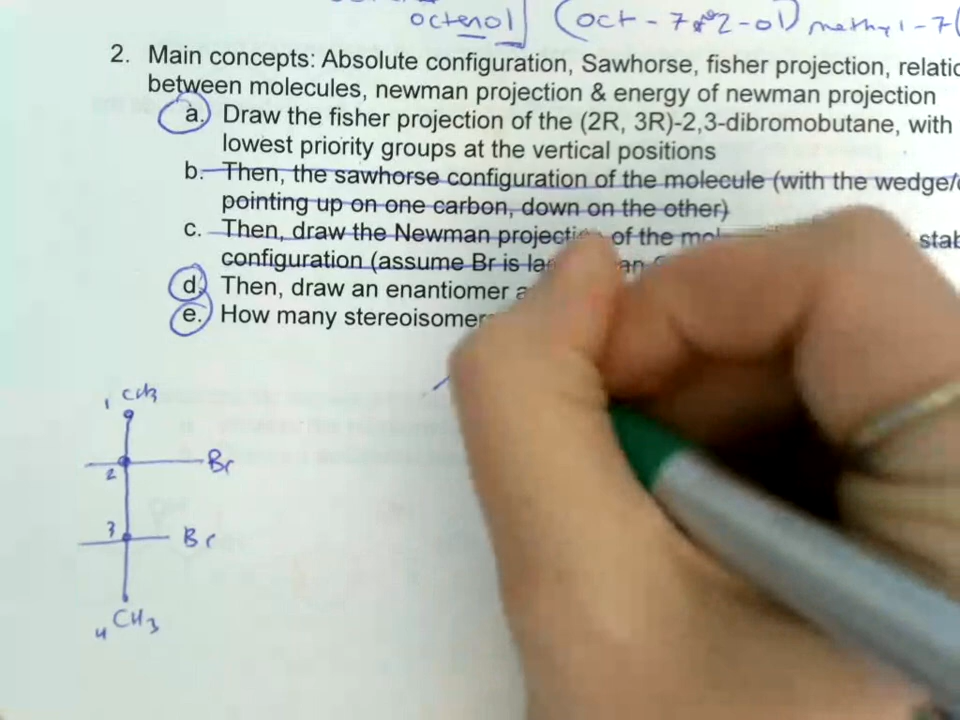 octenol] (oct-7 2-ol) methyl-7(
2. Main concepts: Absolute configuration, Sawhorse, fisher projection,
between molecules, newman projection & energy of newman projection
a. Draw the fisher projection of the (2R, 3R)-2,3-dibromobutane, with
lowest priority groups at the vertical positions
b. Then, the sawhorse configuration of the molecule (with the
pointing up on one carbon, down on the other)
c. Then, draw the Newman projection of the
configuration (assume Br is
d. Then, draw an enantiomer
e. How many
1 CH3
2 Br
3 Br
4 CH3